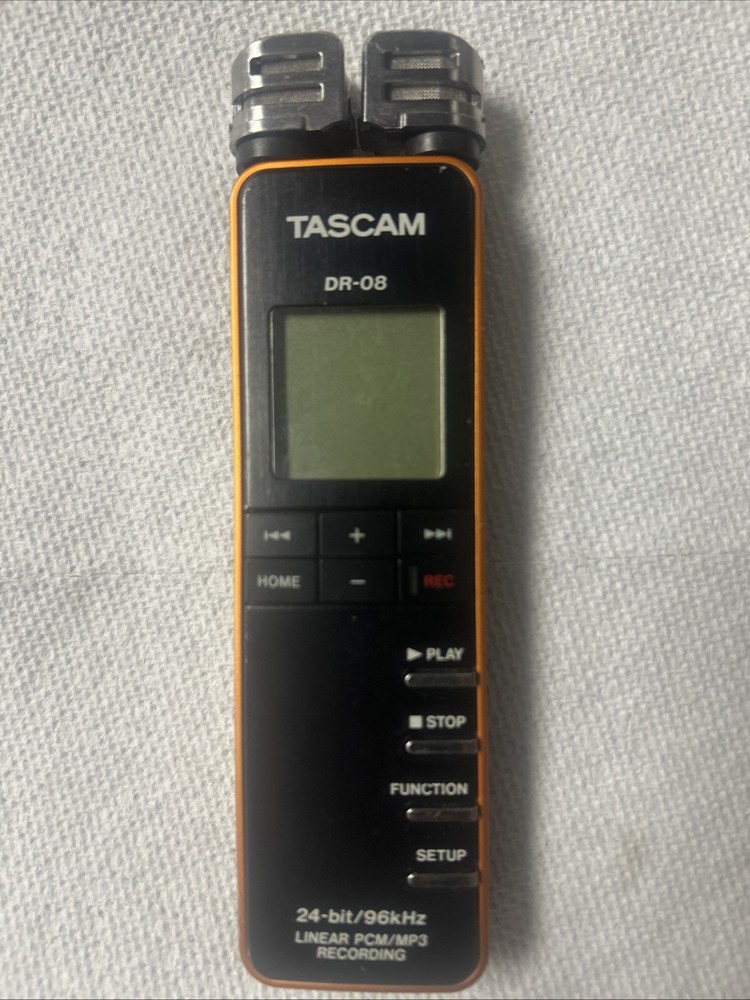 TASCAM
DR-08
⏮ + ⏭
HOME − REC
▶ PLAY
■ STOP
FUNCTION
SETUP
24-bit/96kHz
LINEAR PCM/MP3
RECORDING